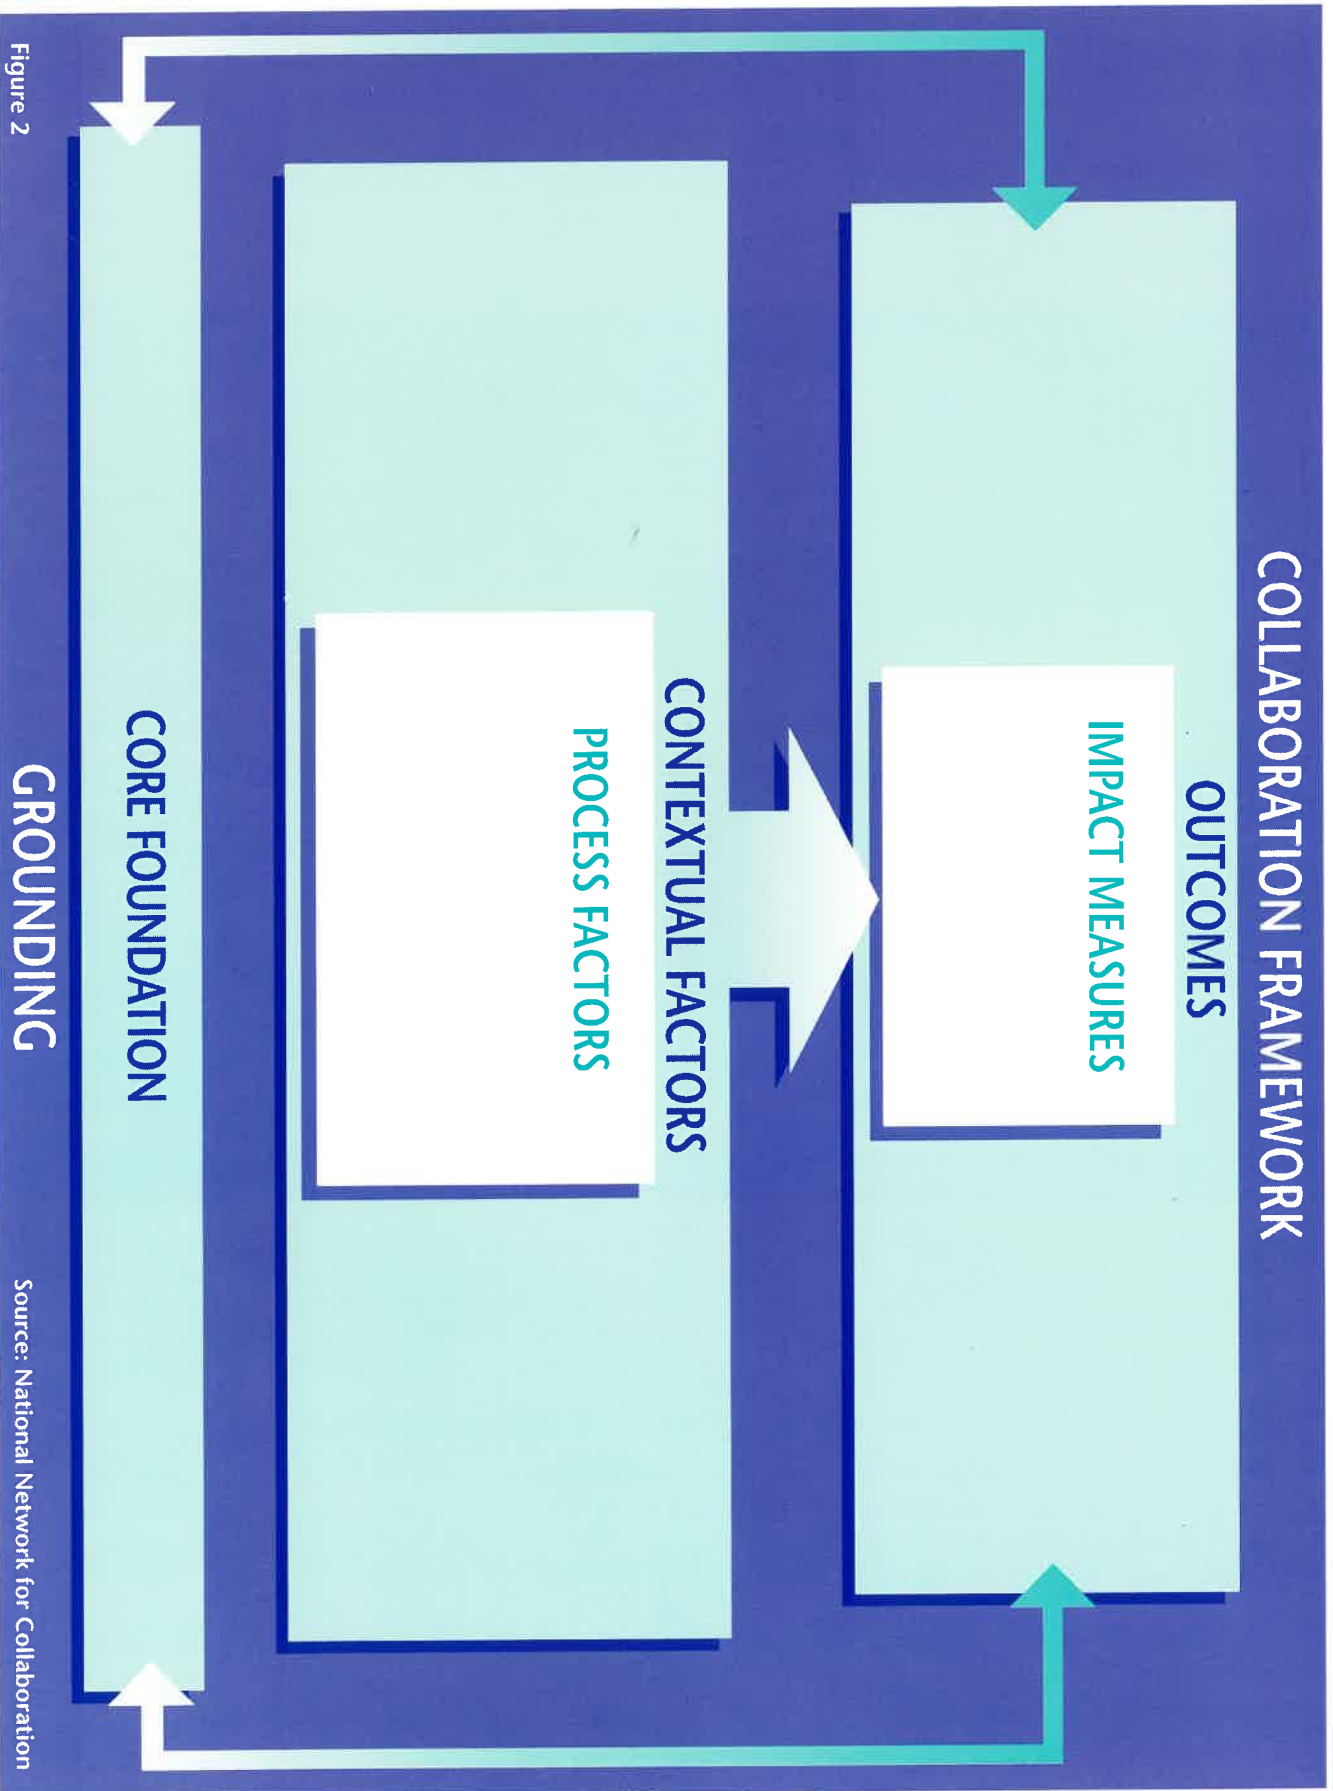 COLLABORATION FRAMEWORK
OUTCOMES
IMPACT MEASURES
CONTEXTUAL FACTORS
PROCESS FACTORS
CORE FOUNDATION
GROUNDING
Figure 2
Source: National Network for Collaboration